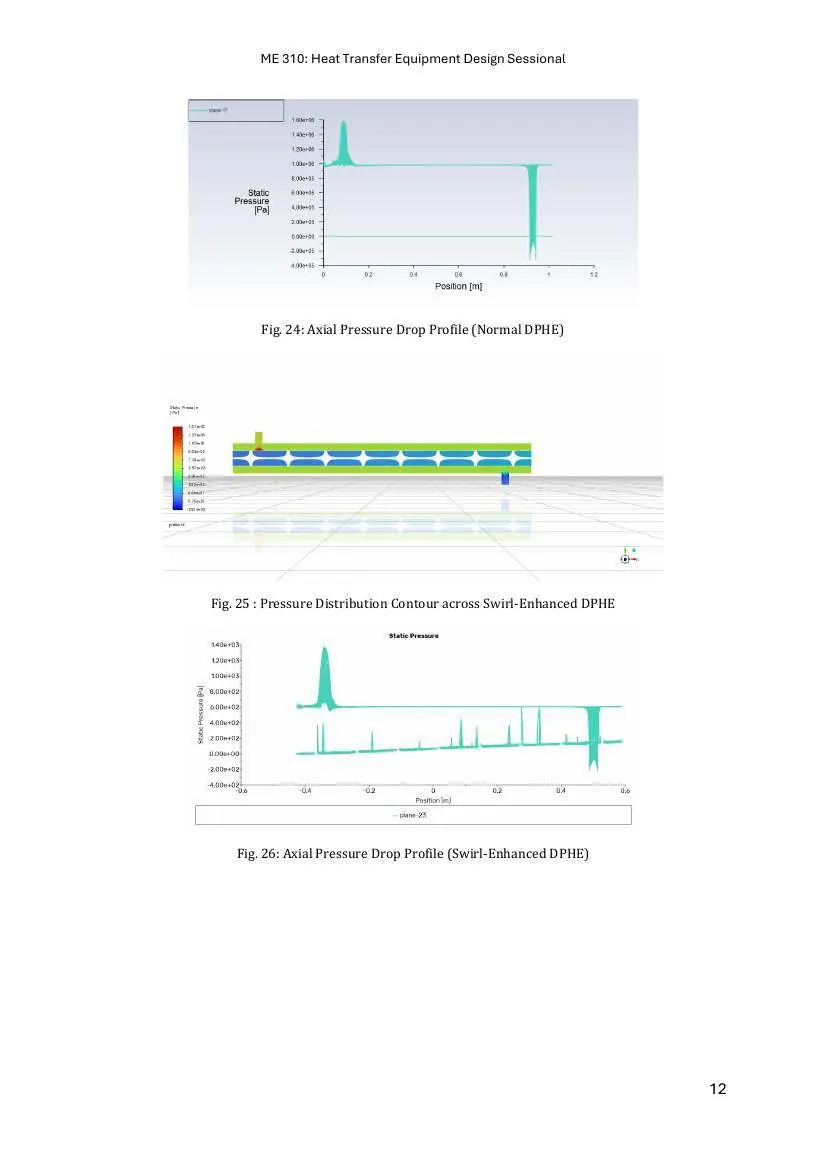 ME 310: Heat Transfer Equipment Design Sessional
1.60e+06
1.40e+06
1.20e+06
1.00e+06
8.00e+05
6.00e+05
4.00e+05
2.00e+05
0.00e+00
-2.00e+05
-4.00e+05
Static
Pressure
[Pa]
0 0.2 0.4 0.6 0.8 1 1.2
Position [m]
Fig. 24: Axial Pressure Drop Profile (Normal DPHE)
Static Pressure
[Pa]
pressure
Fig. 25 : Pressure Distribution Contour across Swirl-Enhanced DPHE
Static Pressure
1.40e+03
1.20e+03
1.00e+03
8.00e+02
6.00e+02
4.00e+02
2.00e+02
0.00e+00
-2.00e+02
-4.00e+02
Static Pressure [Pa]
-0.6 -0.4 -0.2 0 0.2 0.4 0.6
Position [m]
plane-23
Fig. 26: Axial Pressure Drop Profile (Swirl-Enhanced DPHE)
12